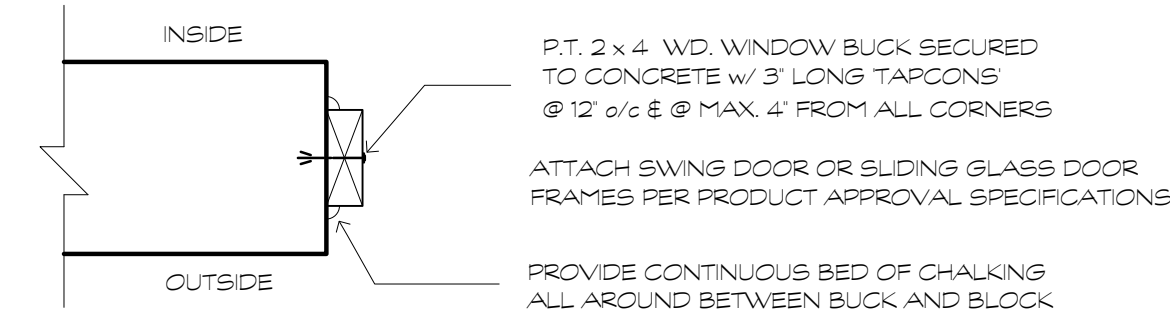 INSIDE
P.T. 2 x 4 WD. WINDOW BUCK SECURED
TO CONCRETE w/ 3" LONG TAPCONS'
@ 12" o/c & @ MAX. 4" FROM ALL CORNERS
ATTACH SWING DOOR OR SLIDING GLASS DOOR
FRAMES PER PRODUCT APPROVAL SPECIFICATIONS
OUTSIDE
PROVIDE CONTINUOUS BED OF CHALKING
ALL AROUND BETWEEN BUCK AND BLOCK